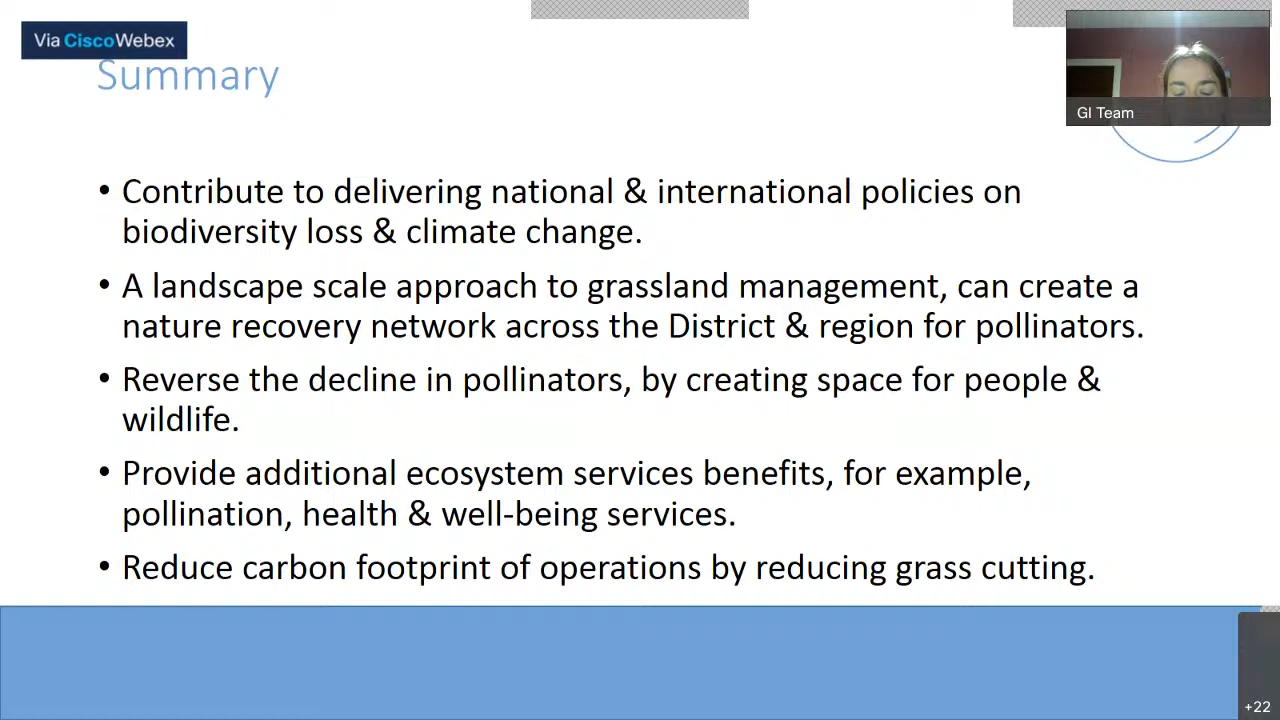 Via CiscoWebex
Summary
GI Team
• Contribute to delivering national & international policies on
biodiversity loss & climate change.
• A landscape scale approach to grassland management, can create a
nature recovery network across the District & region for pollinators.
• Reverse the decline in pollinators, by creating space for people &
wildlife.
• Provide additional ecosystem services benefits, for example,
pollination, health & well-being services.
• Reduce carbon footprint of operations by reducing grass cutting.
+22